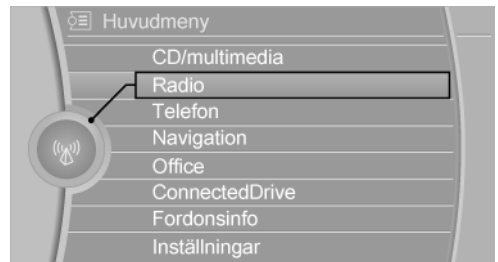 Huvudmeny
CD/multimedia
Radio
Telefon
Navigation
Office
ConnectedDrive
Fordonsinfo
Inställningar